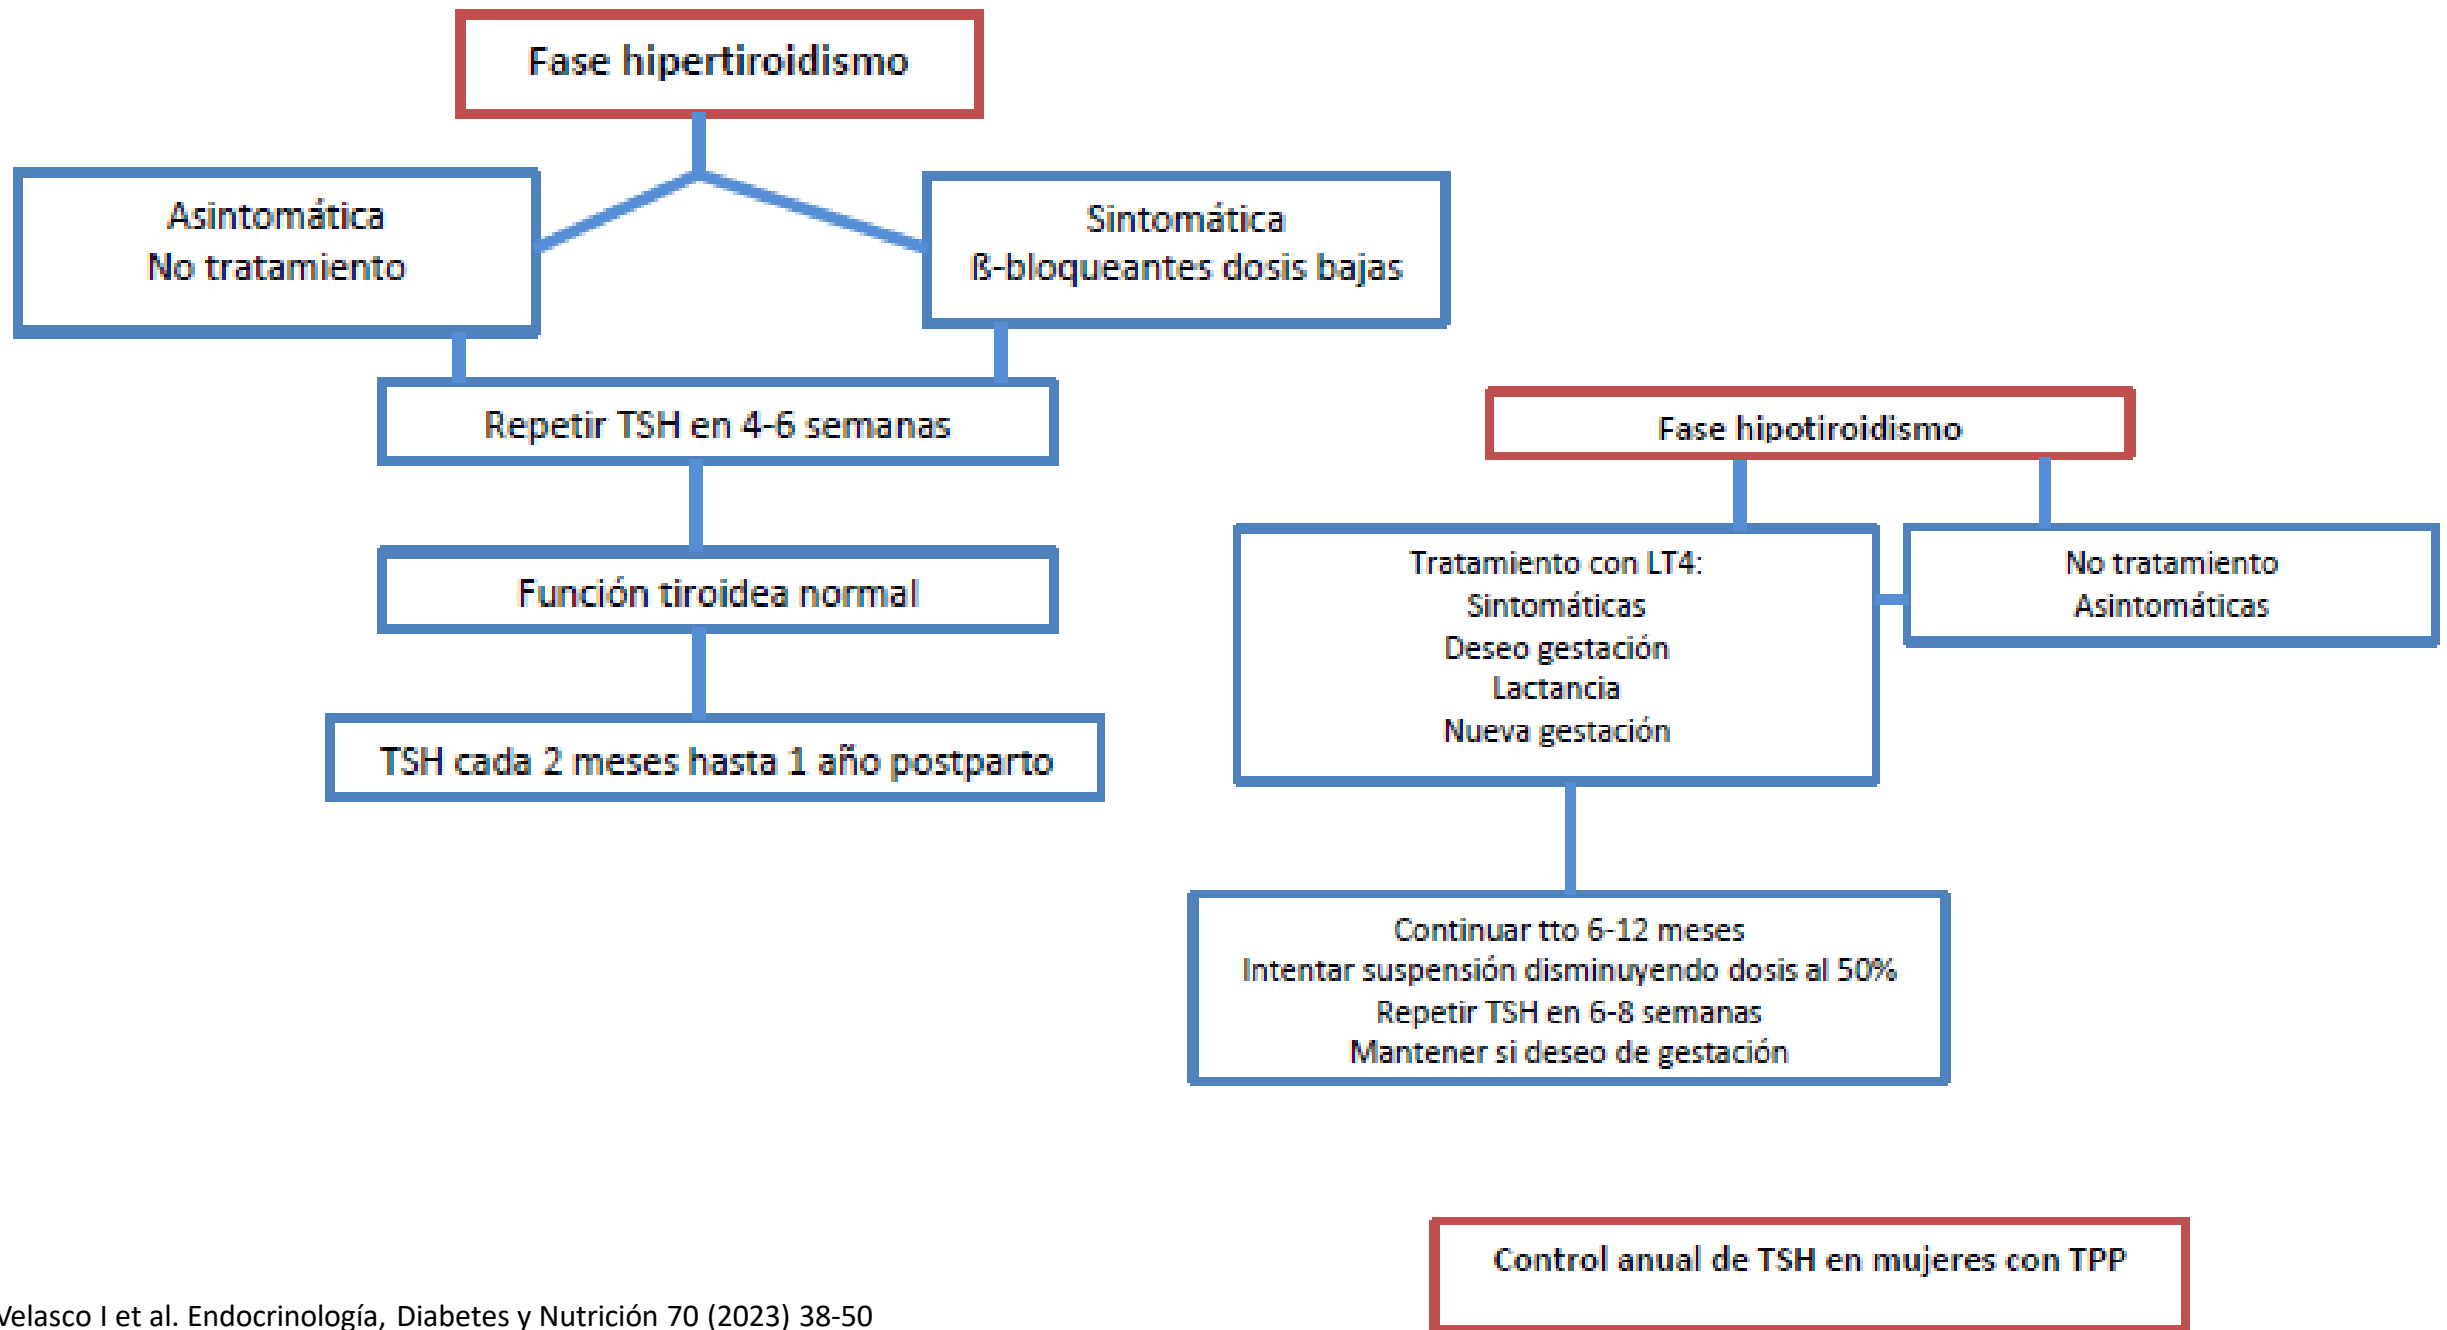 Fase hipertiroidismo
Asintomática
No tratamiento
Sintomática
ß-bloqueantes dosis bajas
Repetir TSH en 4-6 semanas
Función tiroidea normal
TSH cada 2 meses hasta 1 año postparto
Fase hipotiroidismo
Tratamiento con LT4:
Sintomáticas
Deseo gestación
Lactancia
Nueva gestación
No tratamiento
Asintomáticas
Continuar tto 6-12 meses
Intentar suspensión disminuyendo dosis al 50%
Repetir TSH en 6-8 semanas
Mantener si deseo de gestación
Control anual de TSH en mujeres con TPP
Velasco I et al. Endocrinología, Diabetes y Nutrición 70 (2023) 38-50